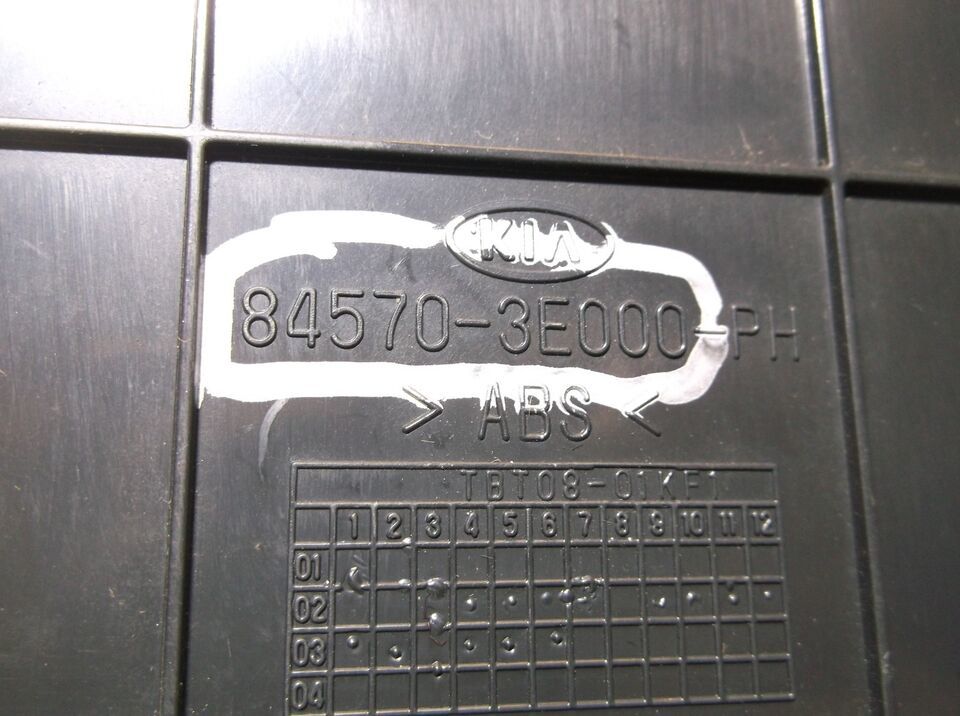 KIA
84570-3E000-PH
> ABS <
TBT08-01KF1
1 2 3 4 5 6 7 8 9 10 11 12
01
02
03
04